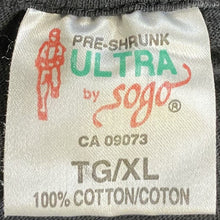 PRE-SHRUNK
ULTRA
by sogo®
CA 09073
TG/XL
100% COTTON/COTON